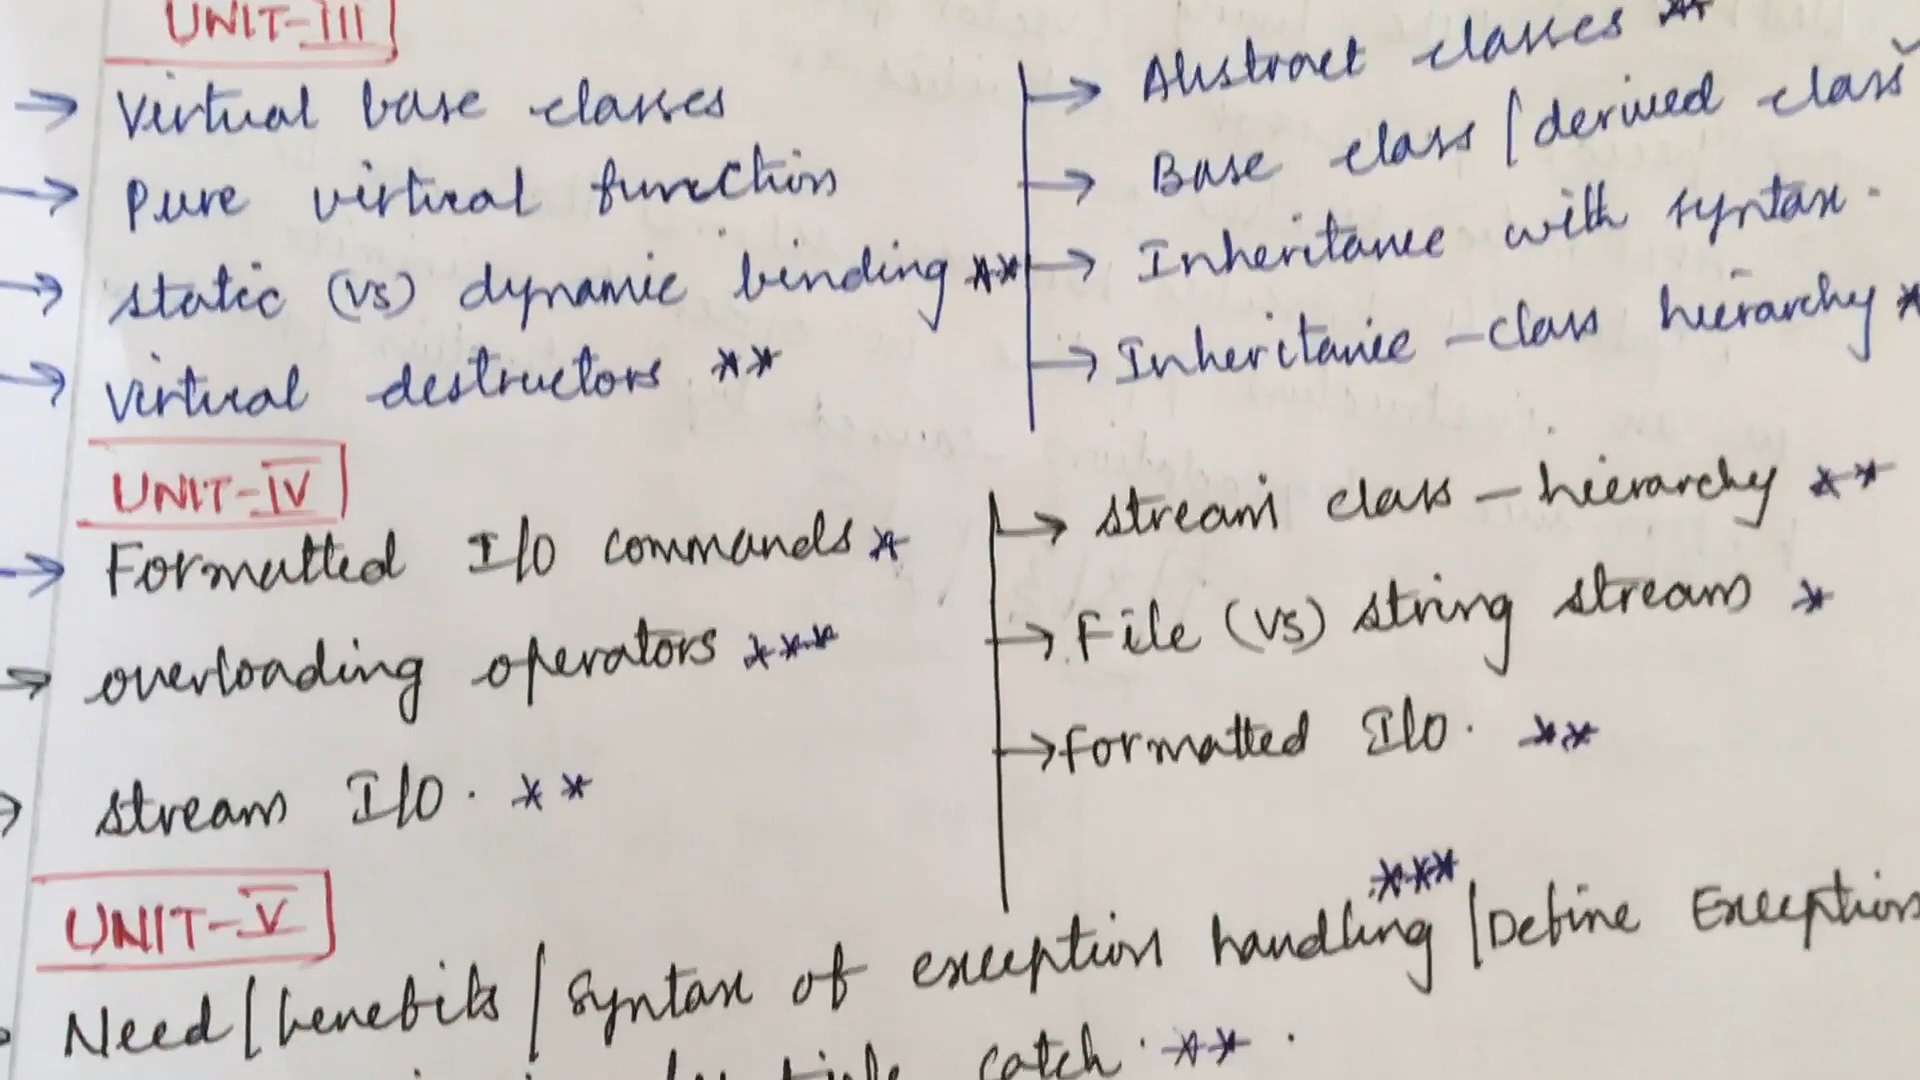 UNIT-III
→ Virtual base classes
→ Pure virtual function
→ static (vs) dynamic binding **
→ virtual destructors **
→ Abstract classes **
→ Base class / derived class
→ Inheritance with syntax.
→ Inheritance - class hierarchy *
UNIT-IV
→ Formatted I/O commands *
→ overloading operators ***
→ stream I/O. **
→ stream class - hierarchy **
→ File (vs) string stream *
→ formatted I/O. **
UNIT-V
Need / benefits / syntax of exception handling *** / Define Exception
catch. **.